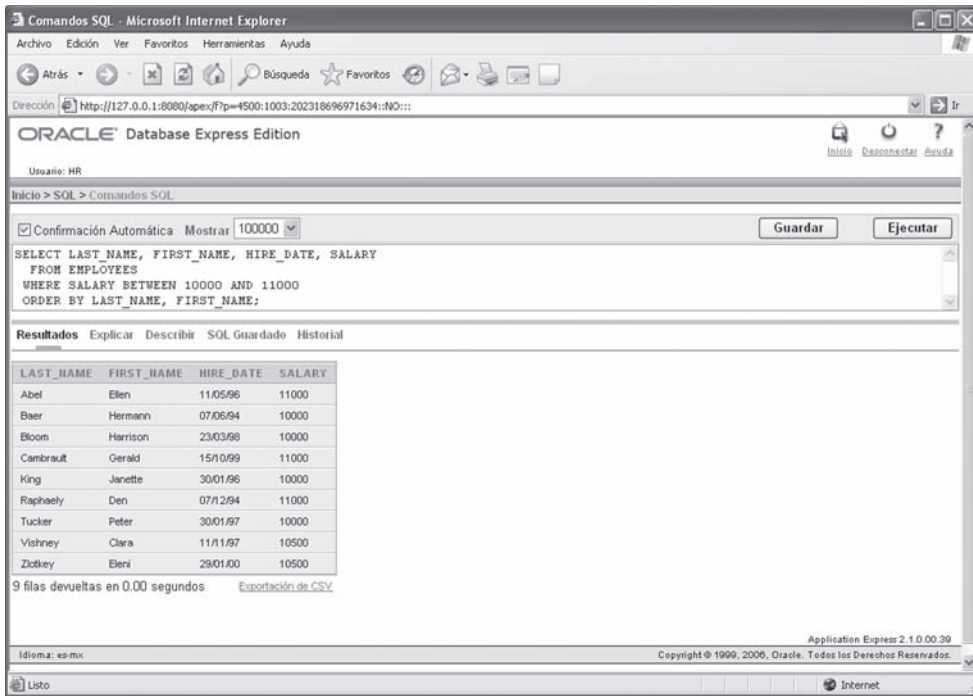 Comandos SQL - Microsoft Internet Explorer
Archivo Edición Ver Favoritos Herramientas Ayuda
Atrás Búsqueda Favoritos
Dirección http://127.0.0.1:8080/apex/f?p=4500:1003:202318696971634::NO::: Ir
ORACLE Database Express Edition
Inicio Desconectar Ayuda
Usuario: HR
Inicio > SQL > Comandos SQL
Confirmación Automática Mostrar 100000 Guardar Ejecutar
SELECT LAST_NAME, FIRST_NAME, HIRE_DATE, SALARY
FROM EMPLOYEES
WHERE SALARY BETWEEN 10000 AND 11000
ORDER BY LAST_NAME, FIRST_NAME;
Resultados Explicar Describir SQL Guardado Historial
LAST_NAME FIRST_NAME HIRE_DATE SALARY
Abel Ellen 11/05/96 11000
Baer Hermann 07/06/94 10000
Bloom Harrison 23/03/98 10000
Cambrault Gerald 15/10/99 11000
King Janette 30/01/96 10000
Raphaely Den 07/12/94 11000
Tucker Peter 30/01/97 10000
Vishney Clara 11/11/97 10500
Zlotkey Eleni 29/01/00 10500
9 filas devueltas en 0.00 segundos Exportación de CSV
Application Express 2.1.0.00.39
Idioma: es-mx Copyright © 1999, 2006, Oracle. Todos los Derechos Reservados.
Listo Internet